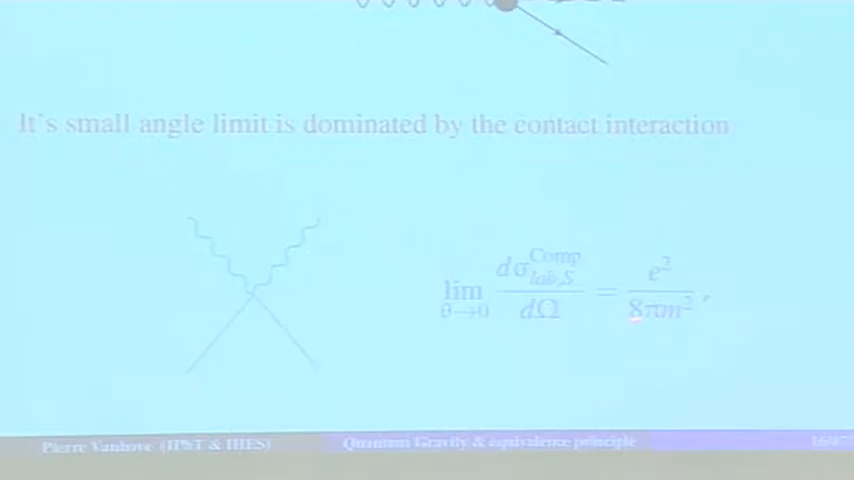 It's small angle limit is dominated by the contact interaction
lim θ→0 dσ^Comp_lab,S / dΩ = e² / 8πm² ,
Pierre Vanhove (IPhT & IHES) Quantum Gravity & equivalence principle